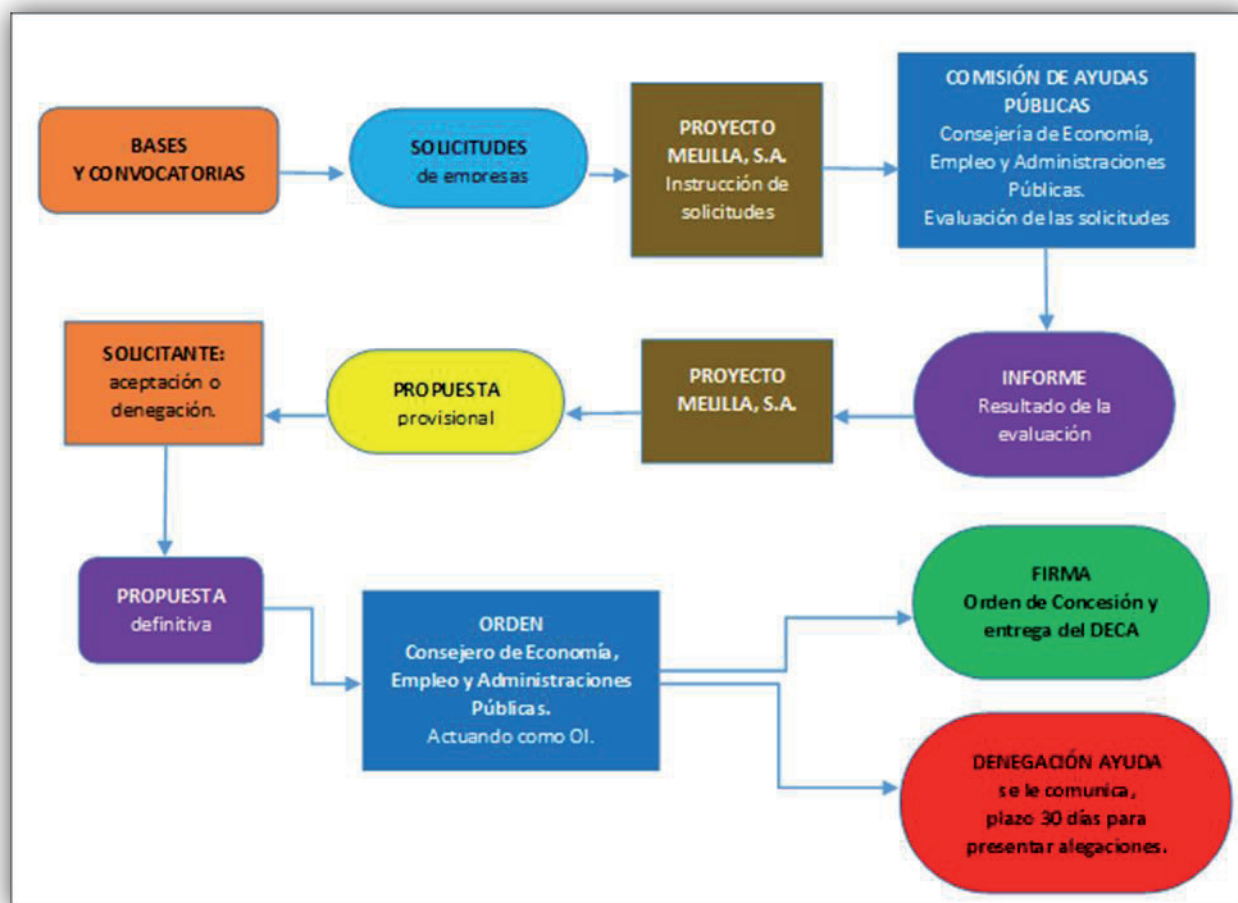 BASES
Y CONVOCATORIAS
SOLICITUDES
de empresas
PROYECTO
MELILLA, S.A.
Instrucción de
solicitudes
COMISIÓN DE AYUDAS
PÚBLICAS
Consejería de Economía,
Empleo y Administraciones
Públicas.
Evaluación de las solicitudes
INFORME
Resultado de la
evaluación
PROYECTO
MELILLA, S.A.
PROPUESTA
provisional
SOLICITANTE:
aceptación o
denegación.
PROPUESTA
definitiva
ORDEN
Consejero de Economía,
Empleo y Administraciones
Públicas.
Actuando como OI.
FIRMA
Orden de Concesión y
entrega del DECA
DENEGACIÓN AYUDA
se le comunica,
plazo 30 días para
presentar alegaciones.